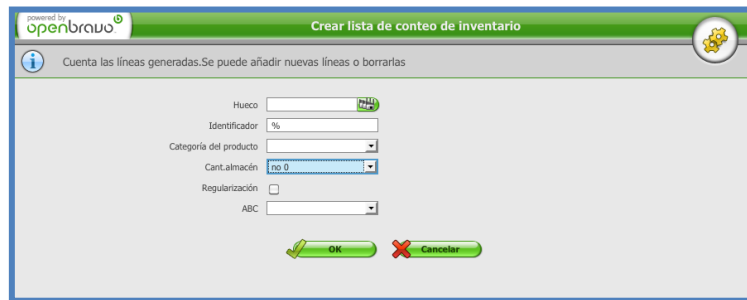 powered by
openbravo
Crear lista de conteo de inventario
Cuenta las líneas generadas.Se puede añadir nuevas líneas o borrarlas
Hueco
Identificador %
Categoría del producto
Cant.almacén no 0
Regularización
ABC
OK Cancelar